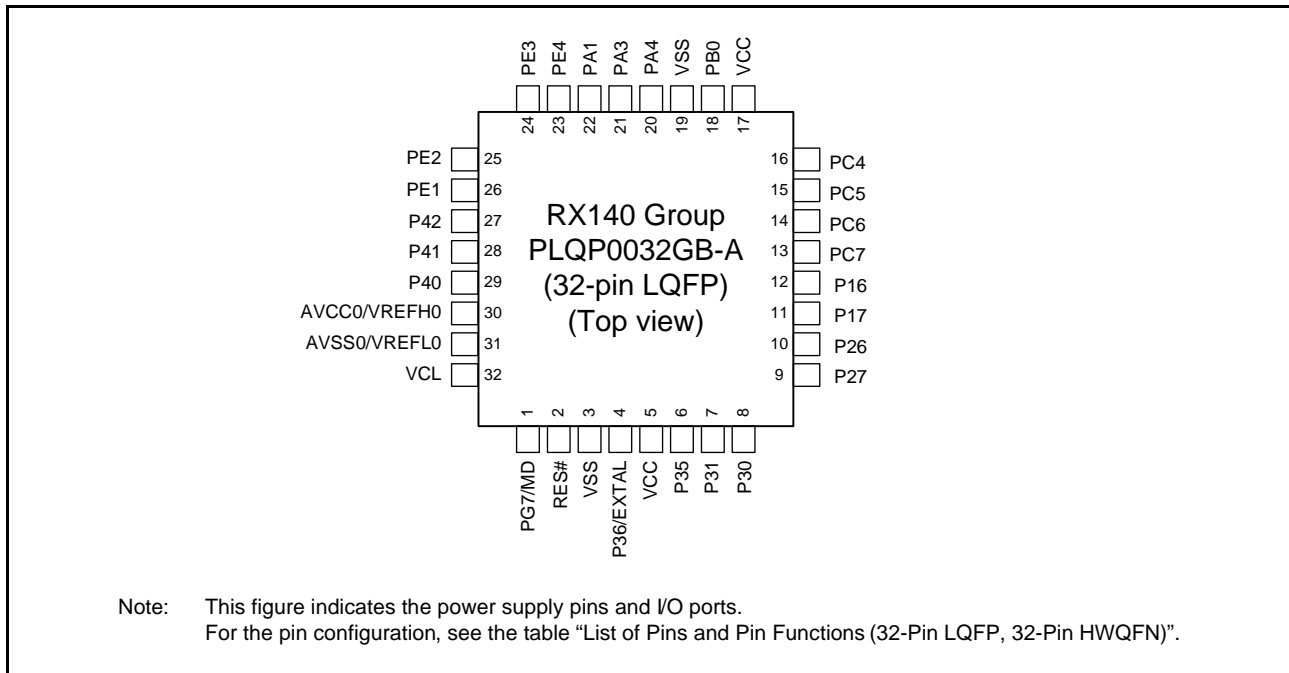 PE3
PE4
PA1
PA3
PA4
VSS
PB0
VCC
24
23
22
21
20
19
18
17
PE2 25
PE1 26
P42 27
P41 28
P40 29
AVCC0/VREFH0 30
AVSS0/VREFL0 31
VCL 32
RX140 Group
PLQP0032GB-A
(32-pin LQFP)
(Top view)
16 PC4
15 PC5
14 PC6
13 PC7
12 P16
11 P17
10 P26
9 P27
1
2
3
4
5
6
7
8
PG7/MD
RES#
VSS
P36/EXTAL
VCC
P35
P31
P30
Note: This figure indicates the power supply pins and I/O ports.
For the pin configuration, see the table “List of Pins and Pin Functions (32-Pin LQFP, 32-Pin HWQFN)”.